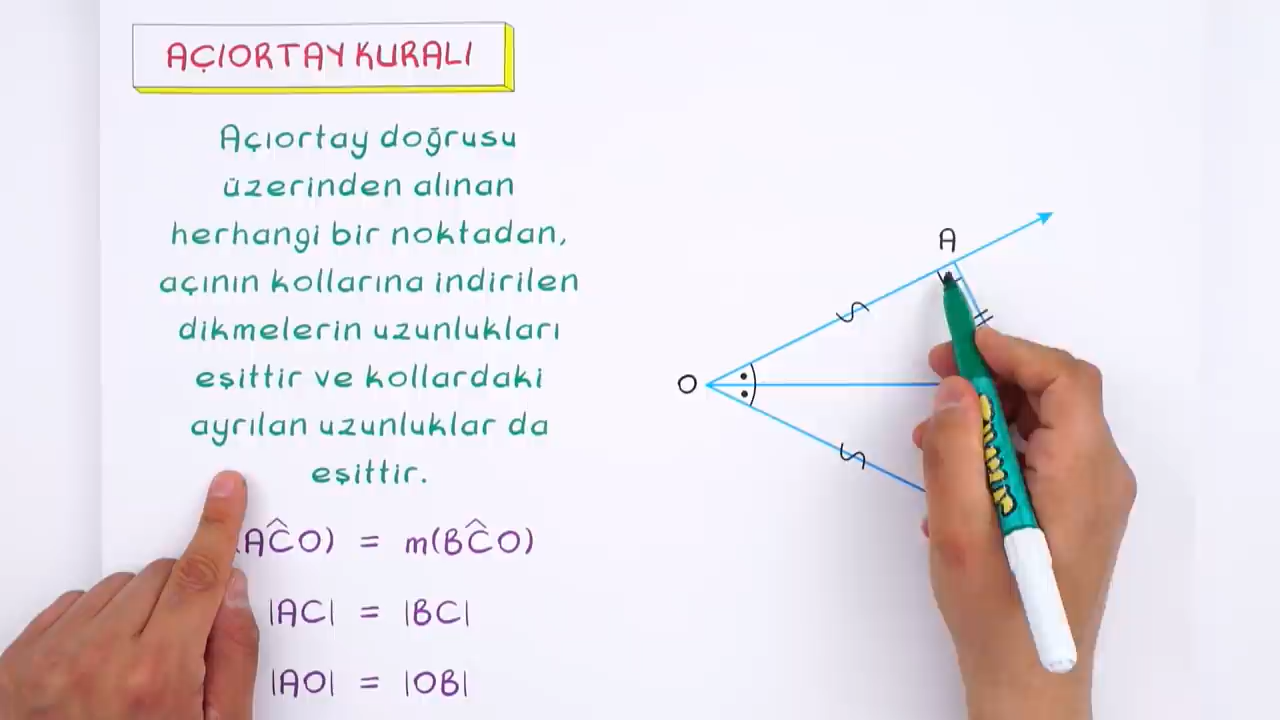 AÇIORTAY KURALI
Açıortay doğrusu
üzerinden alınan
herhangi bir noktadan,
açının kollarına indirilen
dikmelerin uzunlukları
eşittir ve kollardaki
ayrılan uzunluklar da
eşittir.
(AĈO) = m(BĈO)
|AC| = |BC|
|AO| = |OB|
A
O